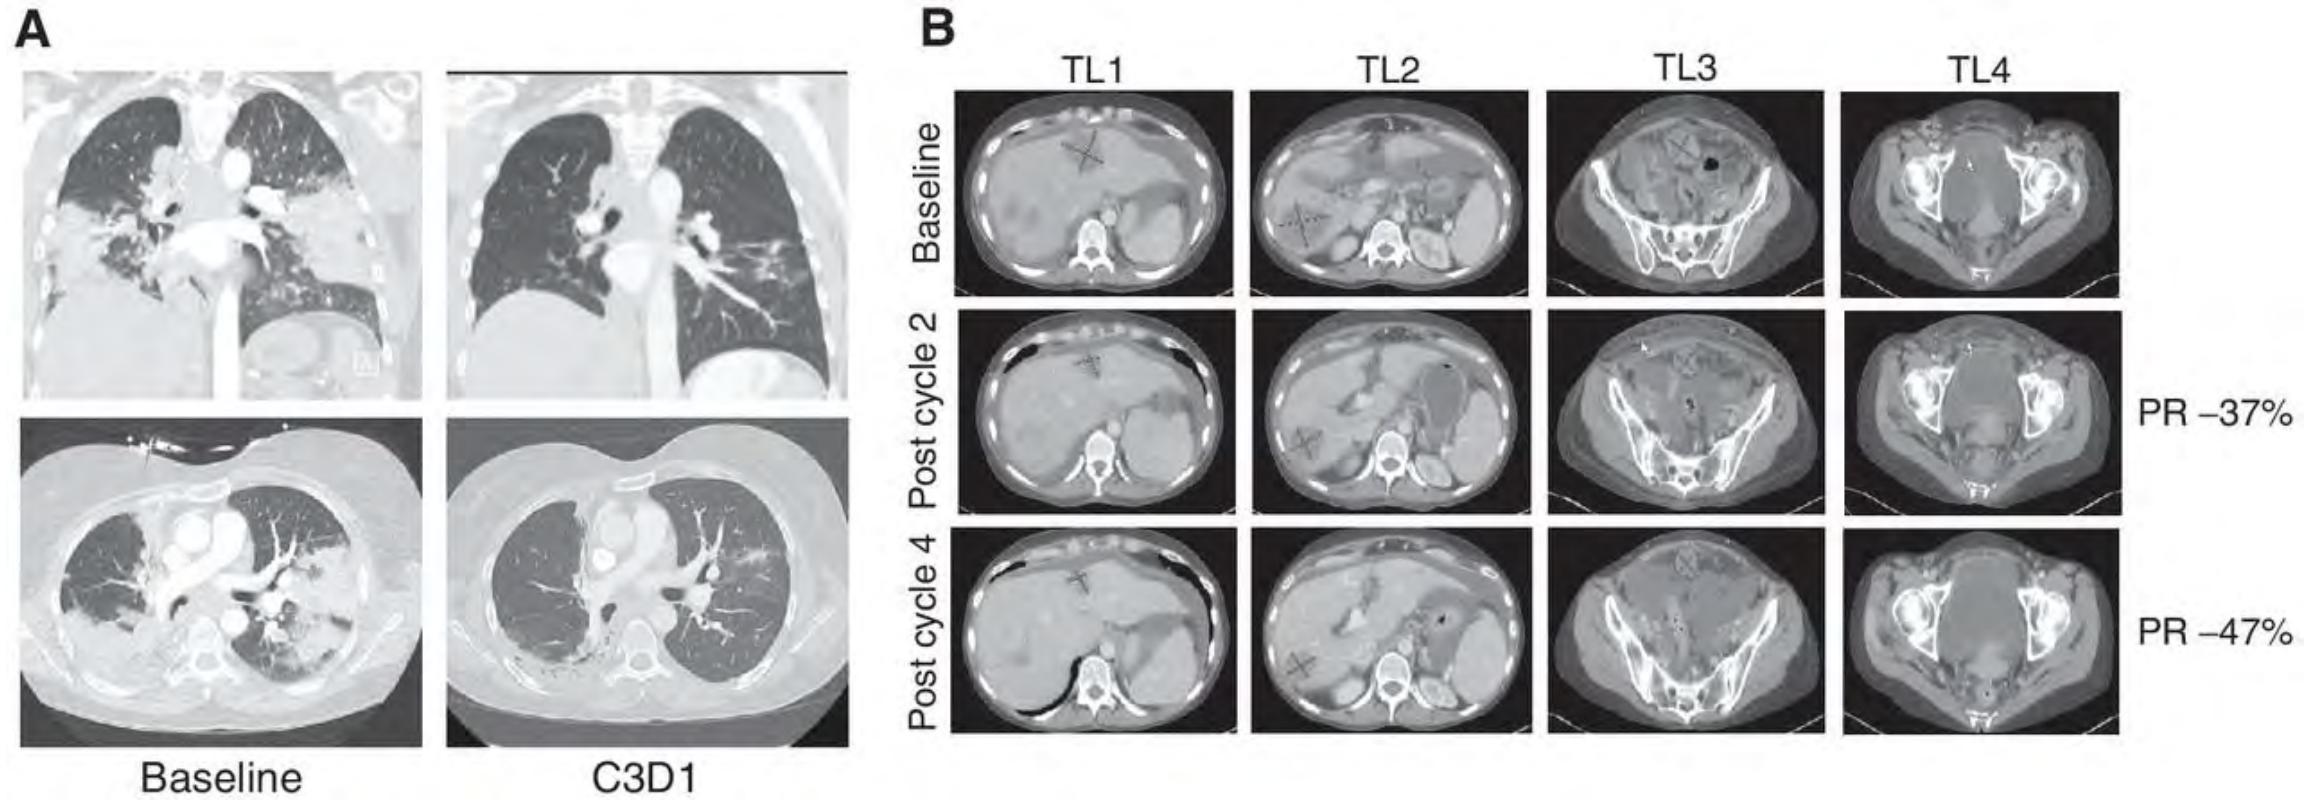 A
Baseline
C3D1
B
TL1 TL2 TL3 TL4
Baseline
Post cycle 2
PR –37%
Post cycle 4
PR –47%